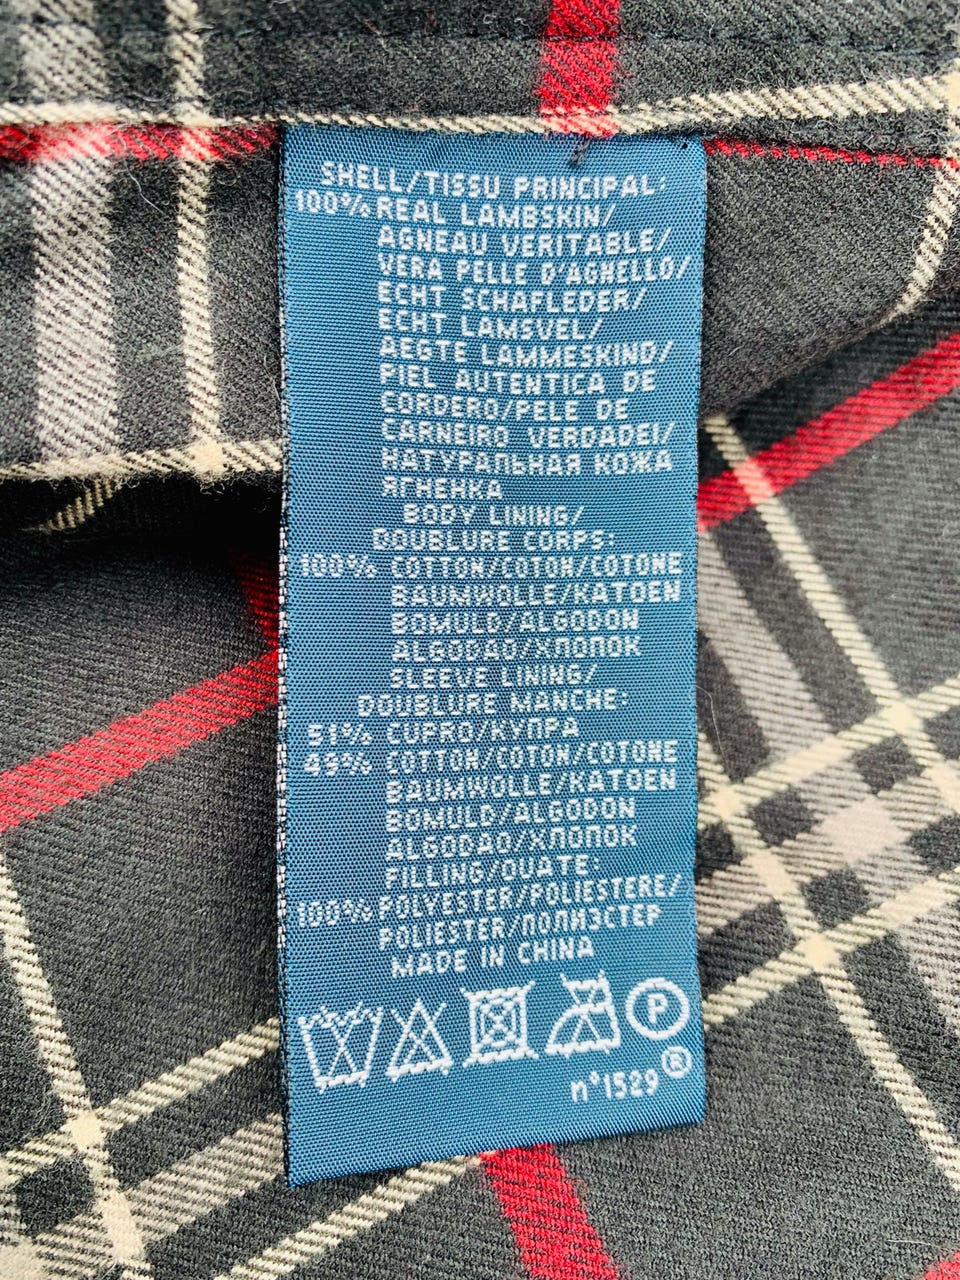 SHELL/TISSU PRINCIPAL:
100% REAL LAMBSKIN/
AGNEAU VERITABLE/
VERA PELLE D'AGNELLO/
ECHT SCHAFLEDER/
ECHT LAMSVEL/
AEGTE LAMMESKIND/
PIEL AUTENTICA DE
CORDERO/PELE DE
CARNEIRO VERDADEI/
НАТУРАЛЬНАЯ КОЖА
ЯГНЕНКА
BODY LINING/
DOUBLURE CORPS:
100% COTTON/COTON/COTONE
BAUMWOLLE/KATOEN
BOMULD/ALGODON
ALGODAO/ХЛОПОК
SLEEVE LINING/
DOUBLURE MANCHE:
51% CUPRO/КУПРА
49% COTTON/COTON/COTONE
BAUMWOLLE/KATOEN
BOMULD/ALGODON
ALGODAO/ХЛОПОК
FILLING/OUATE:
100% POLYESTER/POLIESTERE/
POLIESTER/ПОЛИЭСТЕР
MADE IN CHINA
P
n°1529 ®